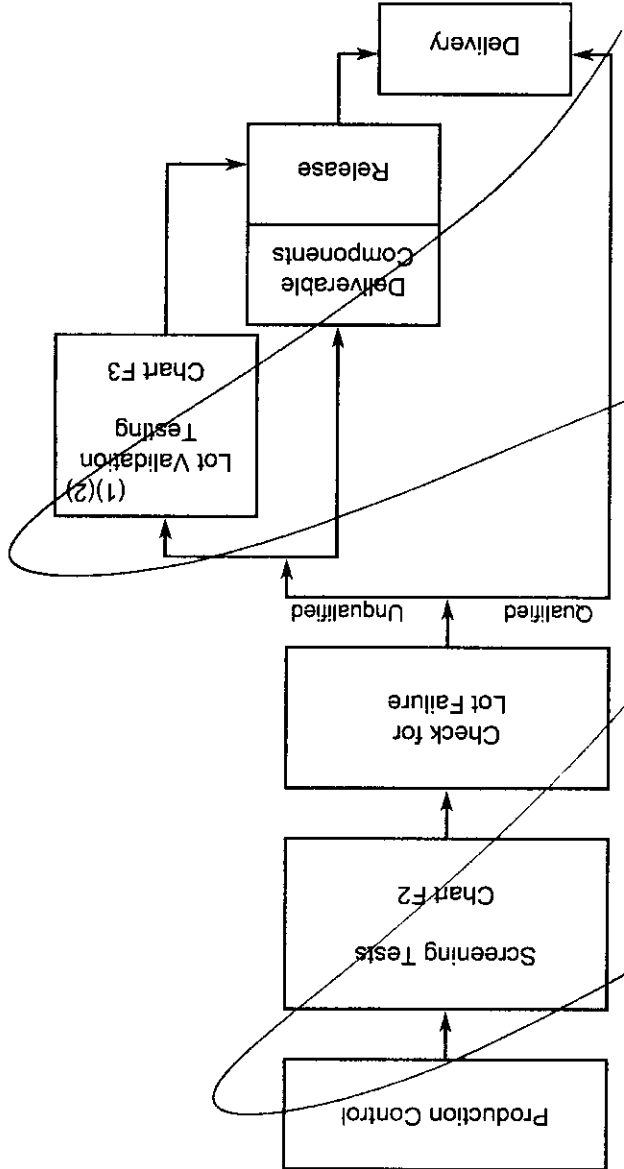 Production Control
Screening Tests
Chart F2
Check for
Lot Failure
Qualified
Unqualified
(1)(2)
Lot Validation
Testing
Chart F3
Deliverable
Components
Release
Delivery